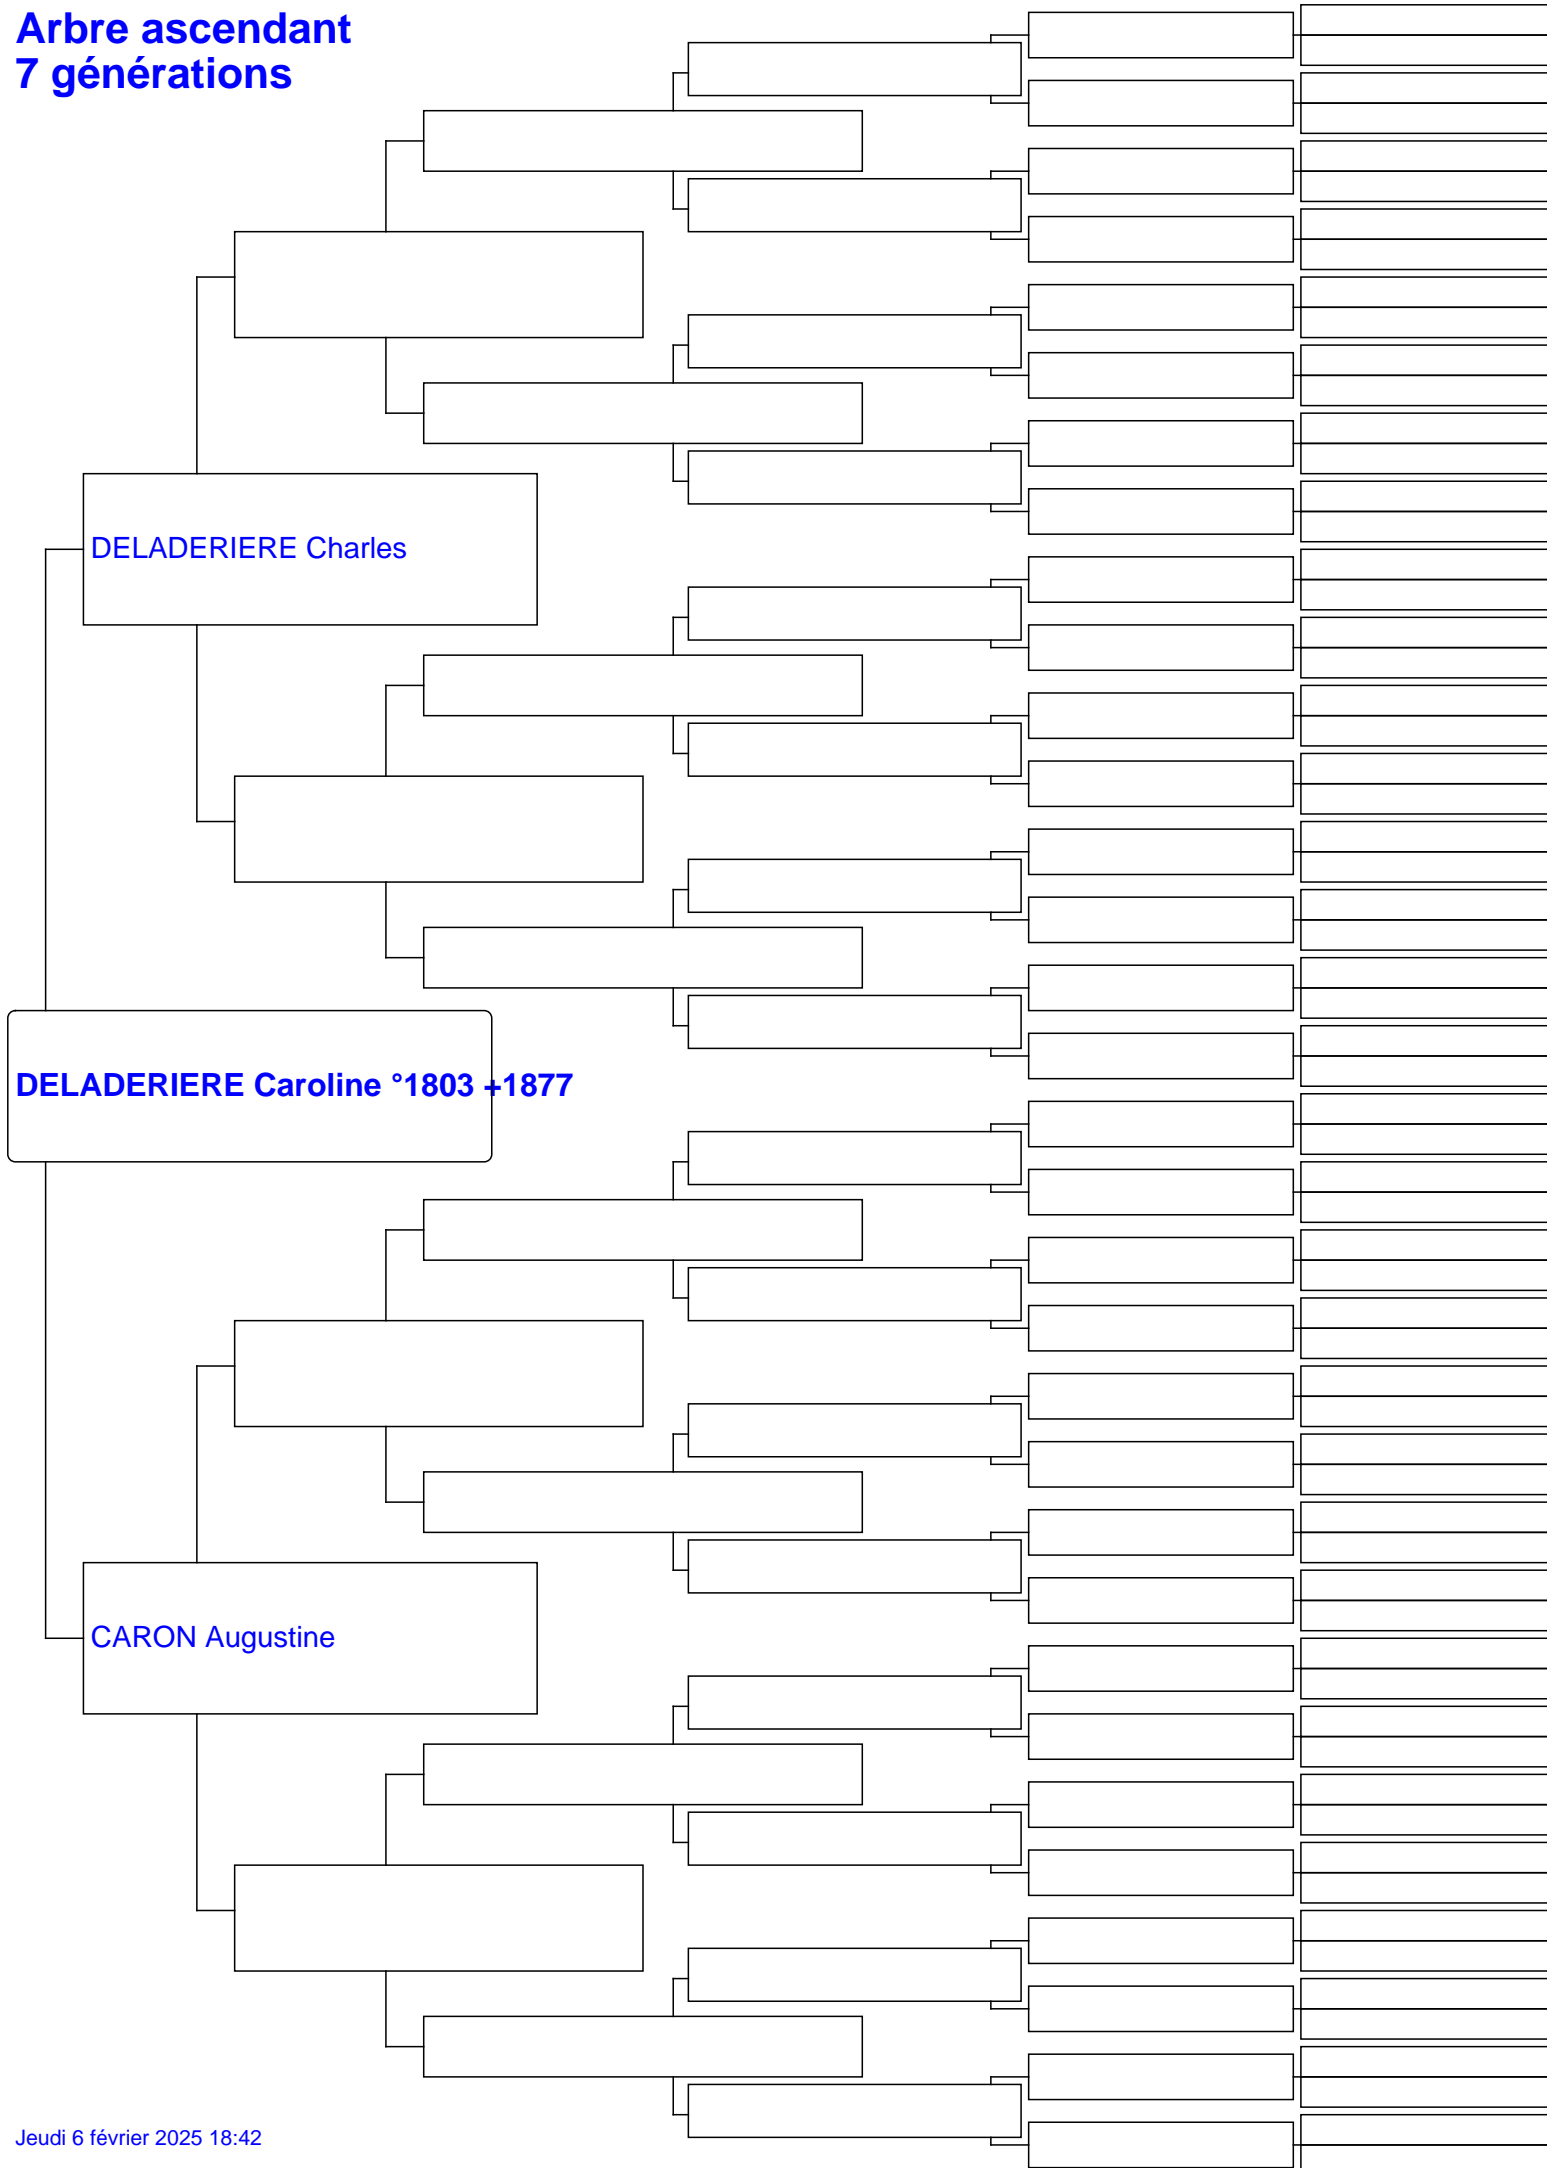 Arbre ascendant
7 générations
DELADERIERE Charles
DELADERIERE Caroline °1803 +1877
CARON Augustine
Jeudi 6 février 2025 18:42